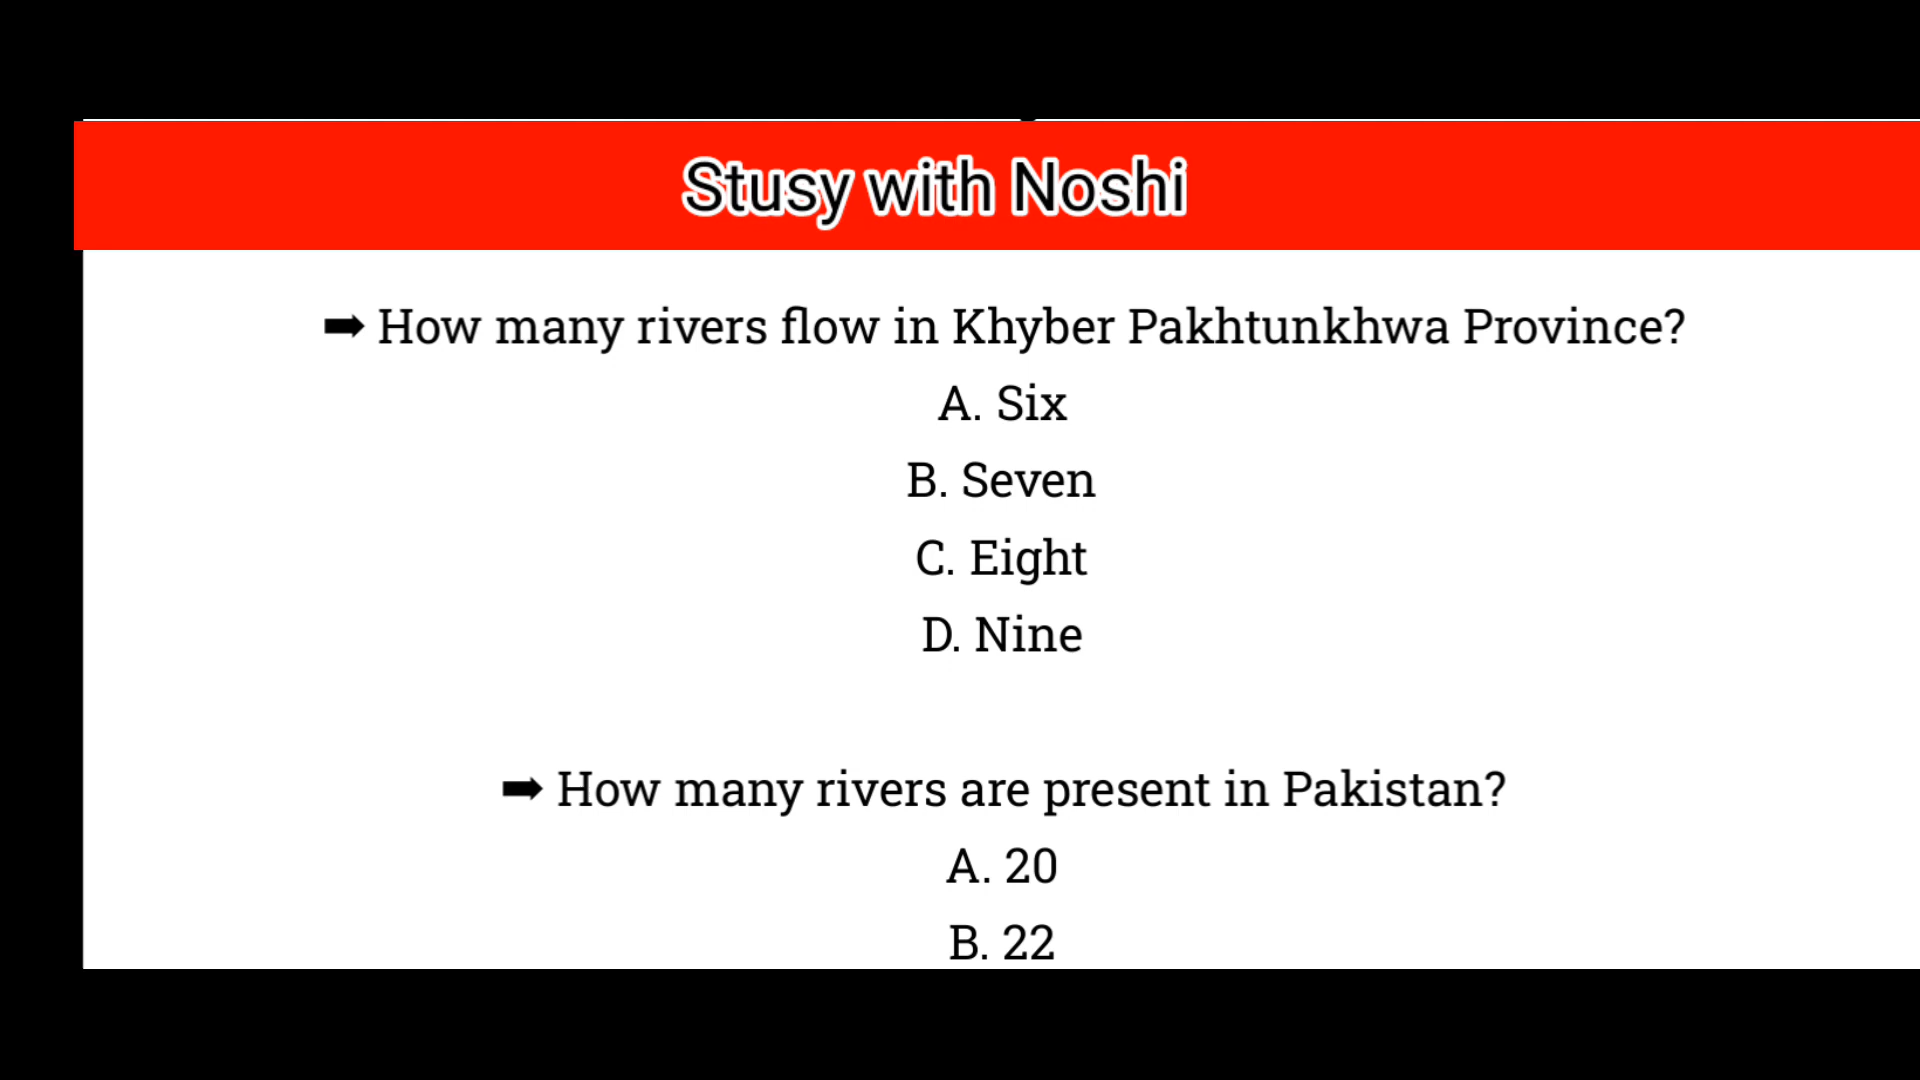 Stusy with Noshi
➡ How many rivers flow in Khyber Pakhtunkhwa Province?
A. Six
B. Seven
C. Eight
D. Nine
➡ How many rivers are present in Pakistan?
A. 20
B. 22